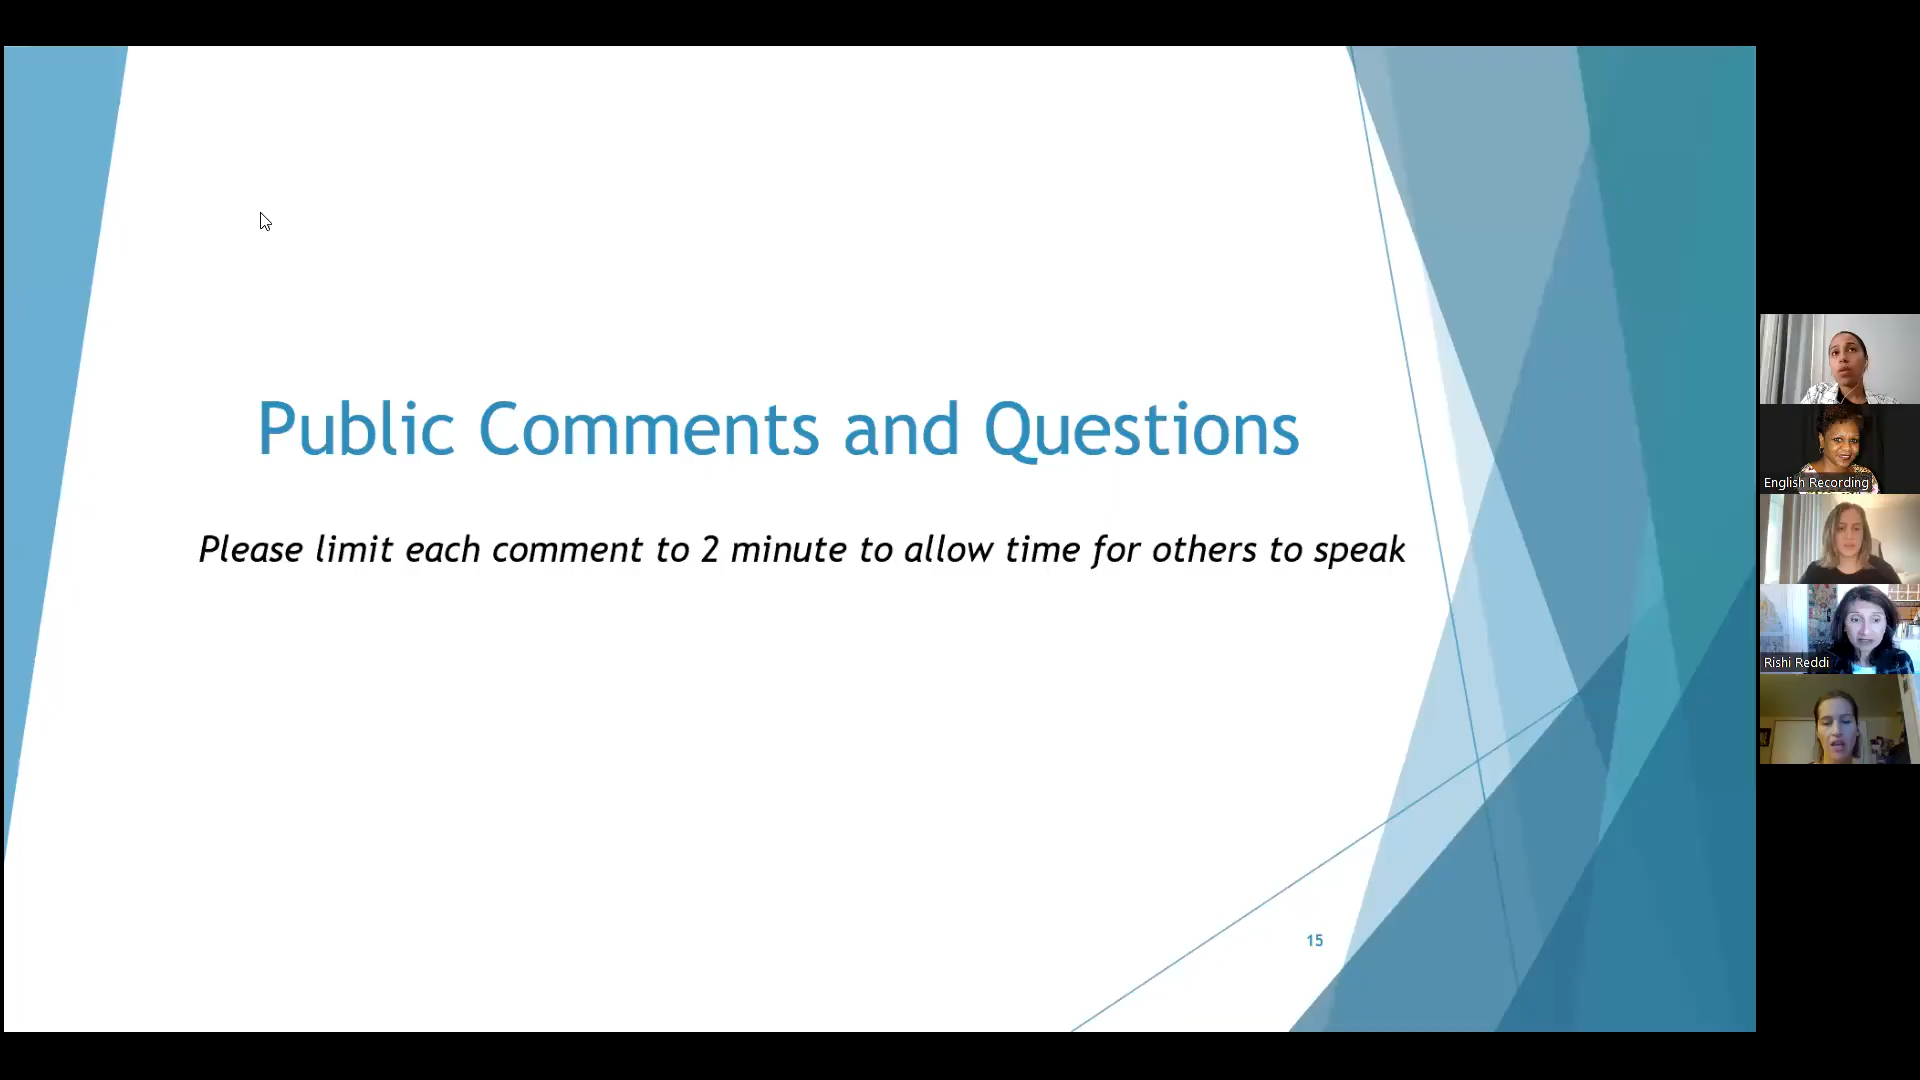 Public Comments and Questions
Please limit each comment to 2 minute to allow time for others to speak
15
English Recording
Rishi Reddi